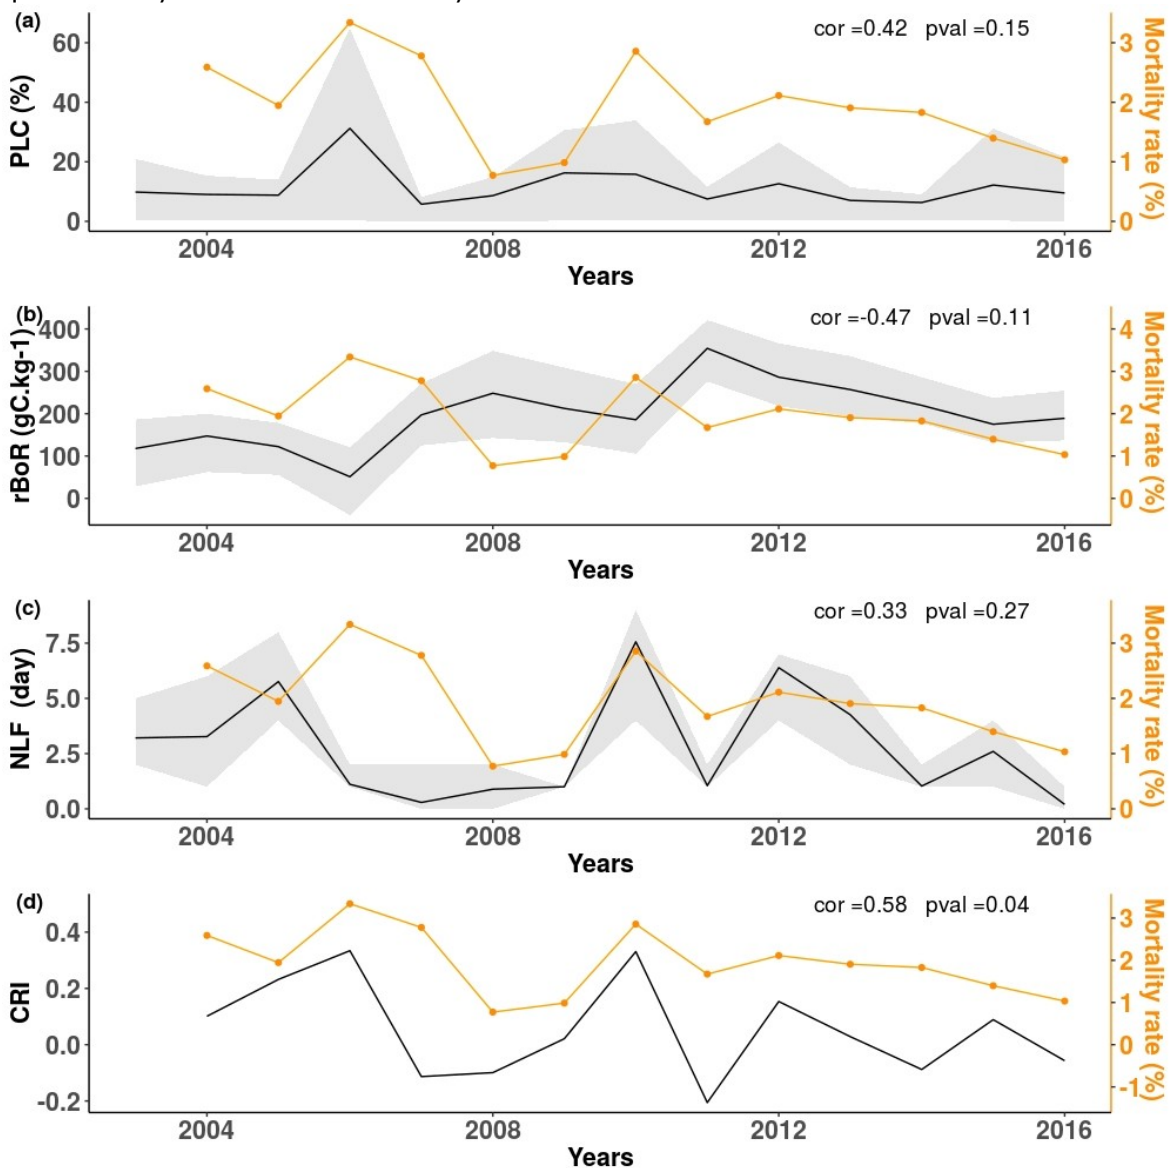 (a)
cor =0.42 pval =0.15
PLC (%)
60
40
20
0
3
2
1
0
Mortality rate (%)
2004 2008 2012 2016
Years
(b)
cor =-0.47 pval =0.11
rBoR (gC.kg-1)
400
300
200
100
0
4
3
2
1
0
Mortality rate (%)
2004 2008 2012 2016
Years
(c)
cor =0.33 pval =0.27
NLF (day)
7.5
5.0
2.5
0.0
3
2
1
0
Mortality rate (%)
2004 2008 2012 2016
Years
(d)
cor =0.58 pval =0.04
CRI
0.4
0.2
0.0
-0.2
3
2
1
0
-1
Mortality rate (%)
2004 2008 2012 2016
Years